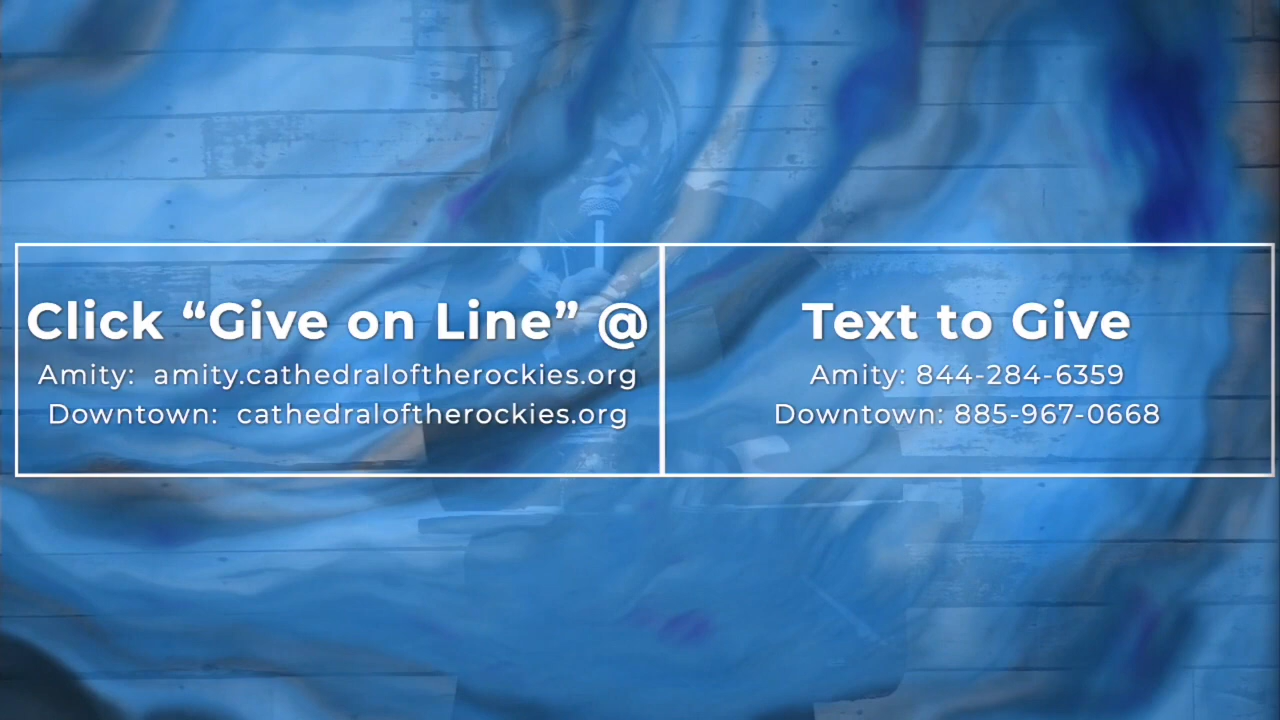 Click “Give on Line” @
Amity: amity.cathedraloftherockies.org
Downtown: cathedraloftherockies.org
Text to Give
Amity: 844-284-6359
Downtown: 885-967-0668